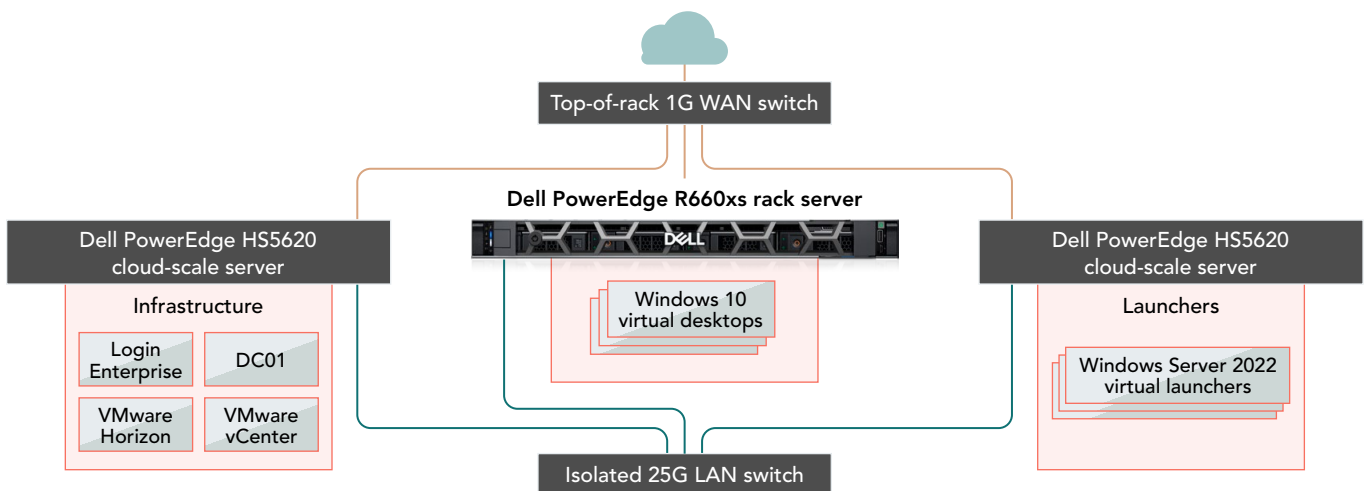 Top-of-rack 1G WAN switch
Dell PowerEdge R660xs rack server
DELL
Dell PowerEdge HS5620
cloud-scale server
Infrastructure
Login
Enterprise
DC01
VMware
Horizon
VMware
vCenter
Windows 10
virtual desktops
Dell PowerEdge HS5620
cloud-scale server
Launchers
Windows Server 2022
virtual launchers
Isolated 25G LAN switch